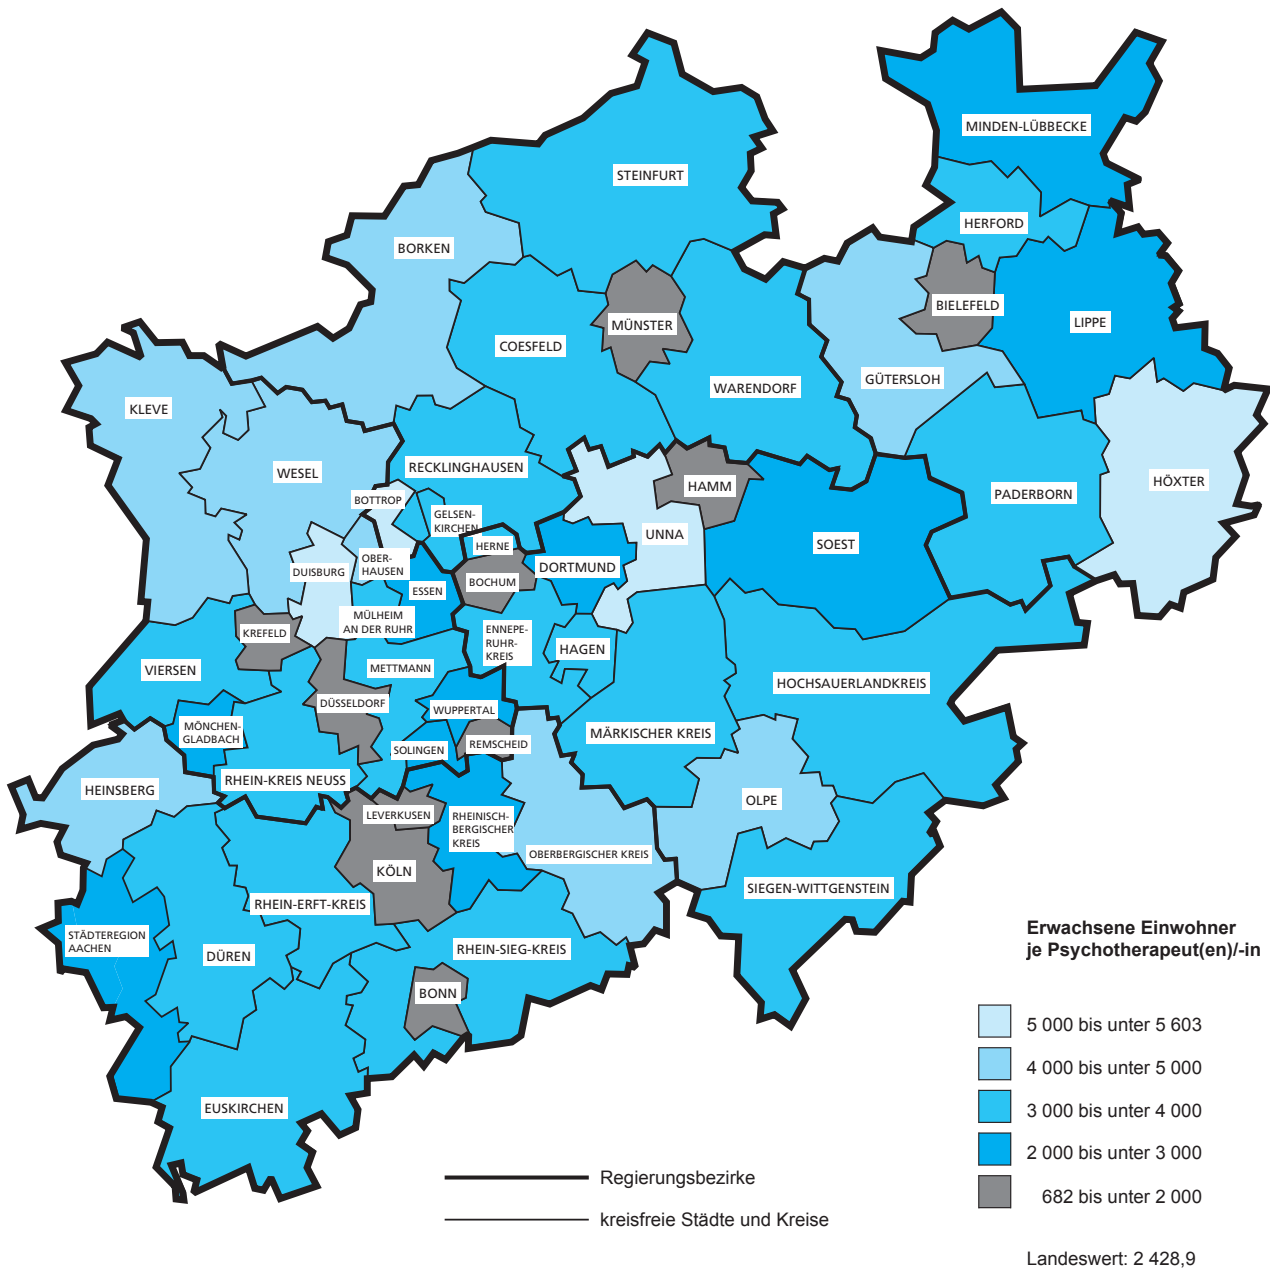 MINDEN-LÜBBECKE
STEINFURT
HERFORD
BORKEN
BIELEFELD
LIPPE
MÜNSTER
COESFELD
GÜTERSLOH
WARENDORF
KLEVE
RECKLINGHAUSEN
WESEL
HÖXTER
HAMM
PADERBORN
BOTTROP
GELSEN-
KIRCHEN
UNNA
SOEST
HERNE
OBER-
HAUSEN
DORTMUND
DUISBURG
BOCHUM
ESSEN
MÜLHEIM
AN DER RUHR
KREFELD
ENNEPE-
RUHR-
KREIS
HAGEN
METTMANN
VIERSEN
HOCHSAUERLANDKREIS
DÜSSELDORF
WUPPERTAL
MÖNCHEN-
GLADBACH
MÄRKISCHER KREIS
REMSCHEID
SOLINGEN
RHEIN-KREIS NEUSS
HEINSBERG
OLPE
LEVERKUSEN
RHEINISCH-
BERGISCHER
KREIS
OBERBERGISCHER KREIS
KÖLN
SIEGEN-WITTGENSTEIN
RHEIN-ERFT-KREIS
STÄDTEREGION
AACHEN
RHEIN-SIEG-KREIS
DÜREN
BONN
EUSKIRCHEN
Erwachsene Einwohner
je Psychotherapeut(en)/-in
5 000 bis unter 5 603
4 000 bis unter 5 000
3 000 bis unter 4 000
2 000 bis unter 3 000
682 bis unter 2 000
Regierungsbezirke
kreisfreie Städte und Kreise
Landeswert: 2 428,9